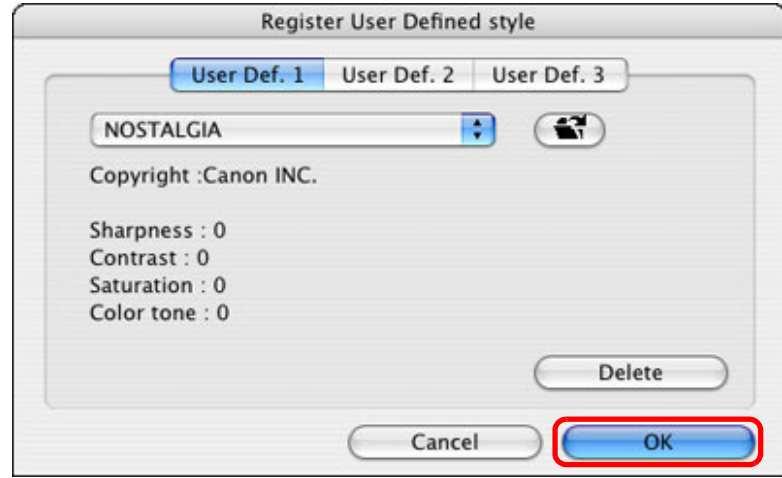 Register User Defined style
User Def. 1 User Def. 2 User Def. 3
NOSTALGIA
Copyright :Canon INC.
Sharpness : 0
Contrast : 0
Saturation : 0
Color tone : 0
Delete
Cancel OK